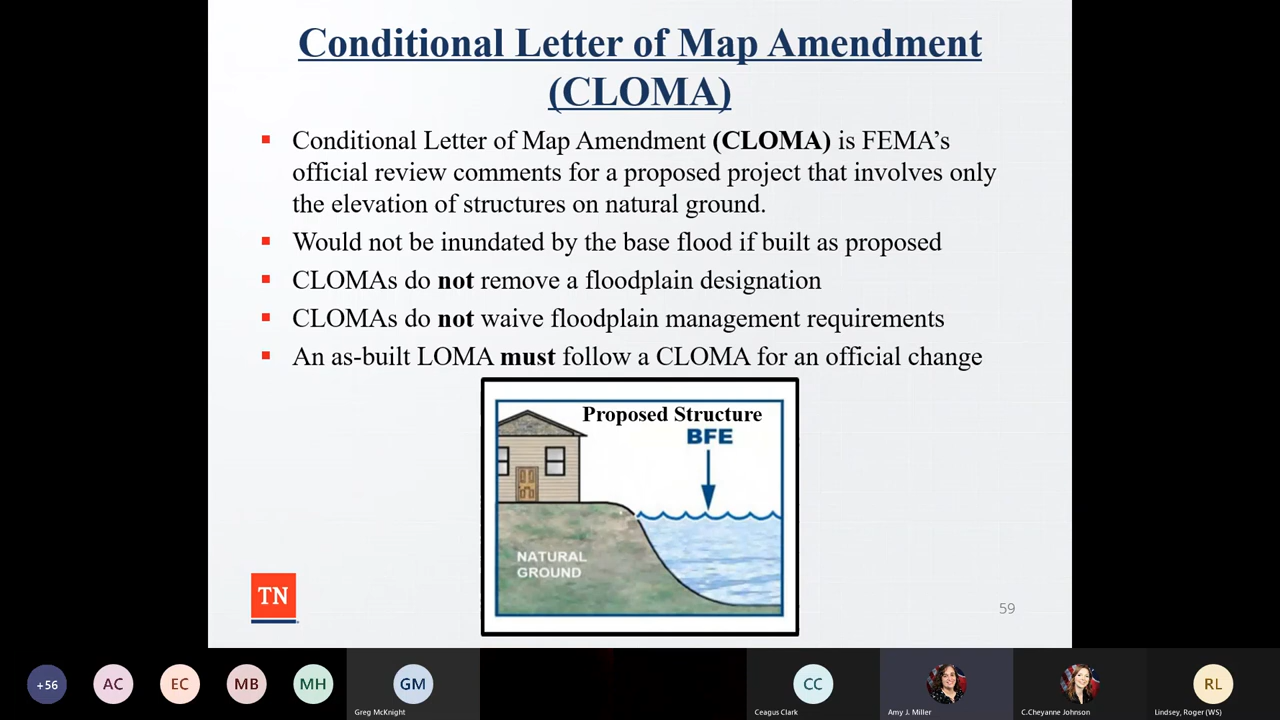 Conditional Letter of Map Amendment
(CLOMA)
Conditional Letter of Map Amendment (CLOMA) is FEMA's
official review comments for a proposed project that involves only
the elevation of structures on natural ground.
Would not be inundated by the base flood if built as proposed
CLOMAs do not remove a floodplain designation
CLOMAs do not waive floodplain management requirements
An as-built LOMA must follow a CLOMA for an official change
Proposed Structure
BFE
NATURAL
GROUND
TN
59
+56
AC
EC
MB
MH
GM
Greg McKnight
CC
Ceagus Clark
Amy J. Miller
C.Cheyanne Johnson
RL
Lindsey, Roger (WS)